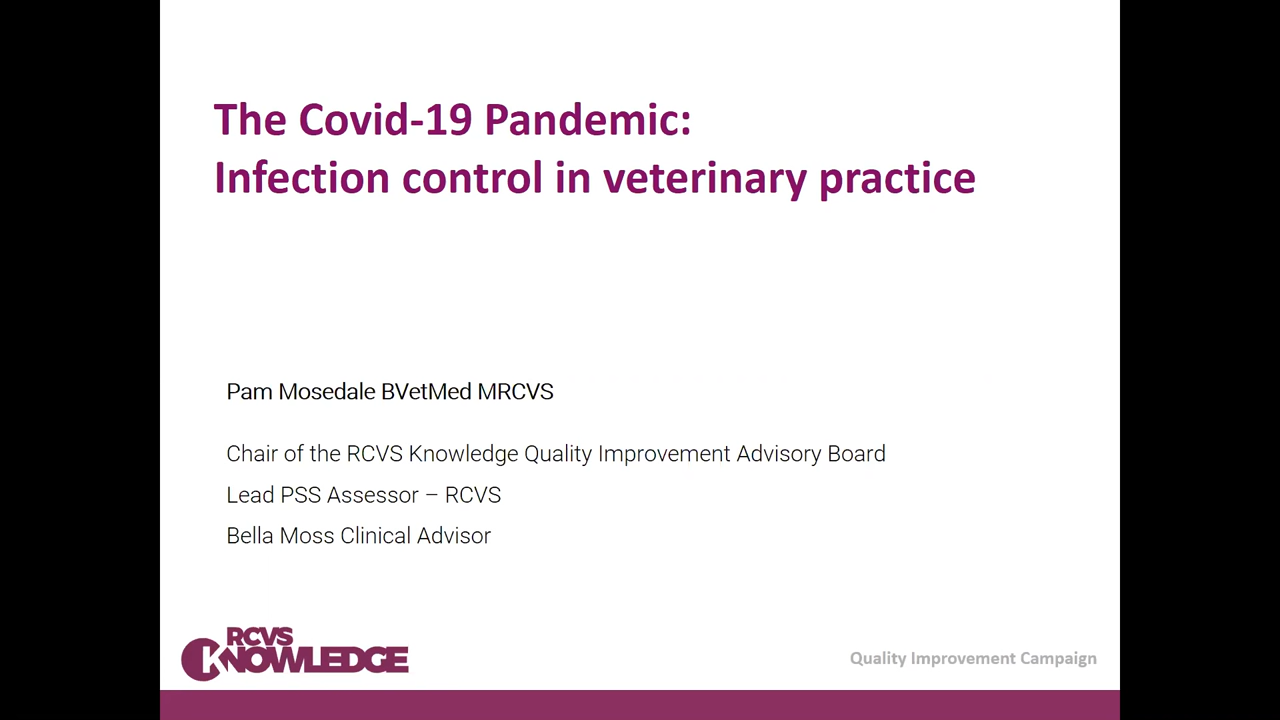 The Covid-19 Pandemic:
Infection control in veterinary practice
Pam Mosedale BVetMed MRCVS
Chair of the RCVS Knowledge Quality Improvement Advisory Board
Lead PSS Assessor – RCVS
Bella Moss Clinical Advisor
RCVS
KNOWLEDGE
Quality Improvement Campaign